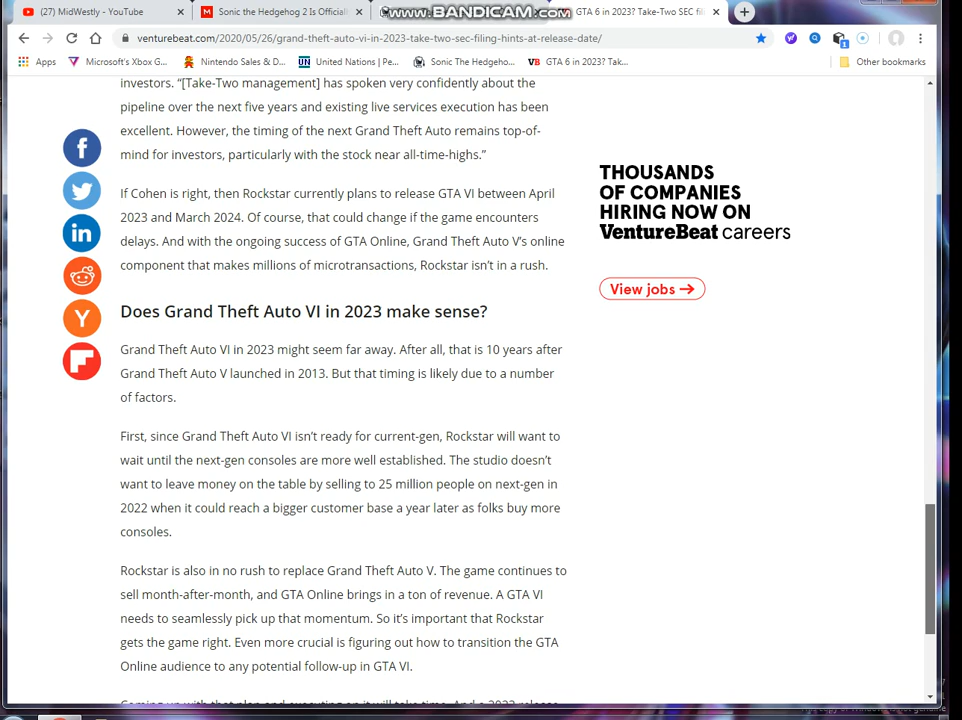 (27) MidWestly - YouTube
Sonic the Hedgehog 2 Is Officiall
www.BANDICAM.com
GTA 6 in 2023? Take-Two SEC fil
venturebeat.com/2020/05/26/grand-theft-auto-vi-in-2023-take-two-sec-filing-hints-at-release-date/
Apps
Microsoft's Xbox G...
Nintendo Sales & D...
UN
United Nations | Pe...
Sonic The Hedgeho...
VB
GTA 6 in 2023? Tak...
Other bookmarks
investors. “[Take-Two management] has spoken very confidently about the
pipeline over the next five years and existing live services execution has been
excellent. However, the timing of the next Grand Theft Auto remains top-of-
mind for investors, particularly with the stock near all-time-highs.”
If Cohen is right, then Rockstar currently plans to release GTA VI between April
2023 and March 2024. Of course, that could change if the game encounters
delays. And with the ongoing success of GTA Online, Grand Theft Auto V’s online
component that makes millions of microtransactions, Rockstar isn’t in a rush.
Does Grand Theft Auto VI in 2023 make sense?
Grand Theft Auto VI in 2023 might seem far away. After all, that is 10 years after
Grand Theft Auto V launched in 2013. But that timing is likely due to a number
of factors.
First, since Grand Theft Auto VI isn’t ready for current-gen, Rockstar will want to
wait until the next-gen consoles are more well established. The studio doesn’t
want to leave money on the table by selling to 25 million people on next-gen in
2022 when it could reach a bigger customer base a year later as folks buy more
consoles.
Rockstar is also in no rush to replace Grand Theft Auto V. The game continues to
sell month-after-month, and GTA Online brings in a ton of revenue. A GTA VI
needs to seamlessly pick up that momentum. So it’s important that Rockstar
gets the game right. Even more crucial is figuring out how to transition the GTA
Online audience to any potential follow-up in GTA VI.
Coming up with that plan and executing on it will take time. And a 2023 release
THOUSANDS
OF COMPANIES
HIRING NOW ON
VentureBeat careers
View jobs →